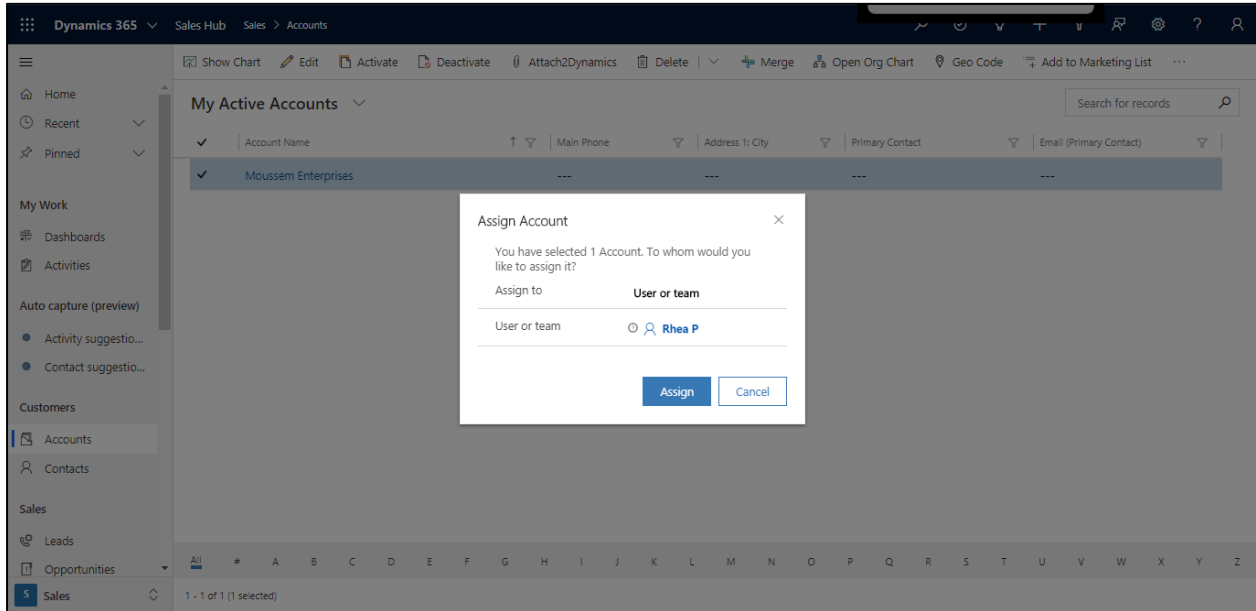 Dynamics 365
Sales Hub
Sales > Accounts
Show Chart
Edit
Activate
Deactivate
Attach2Dynamics
Delete
Merge
Open Org Chart
Geo Code
Add to Marketing List
Home
Recent
Pinned
My Work
Dashboards
Activities
Auto capture (preview)
Activity suggestio...
Contact suggestio...
Customers
Accounts
Contacts
Sales
Leads
Opportunities
S Sales
My Active Accounts
Search for records
Account Name
Main Phone
Address 1: City
Primary Contact
Email (Primary Contact)
Moussem Enterprises --- --- --- ---
Assign Account
You have selected 1 Account. To whom would you
like to assign it?
Assign to
User or team
User or team
Rhea P
Assign
Cancel
All # A B C D E F G H I J K L M N O P Q R S T U V W X Y Z
1 - 1 of 1 (1 selected)